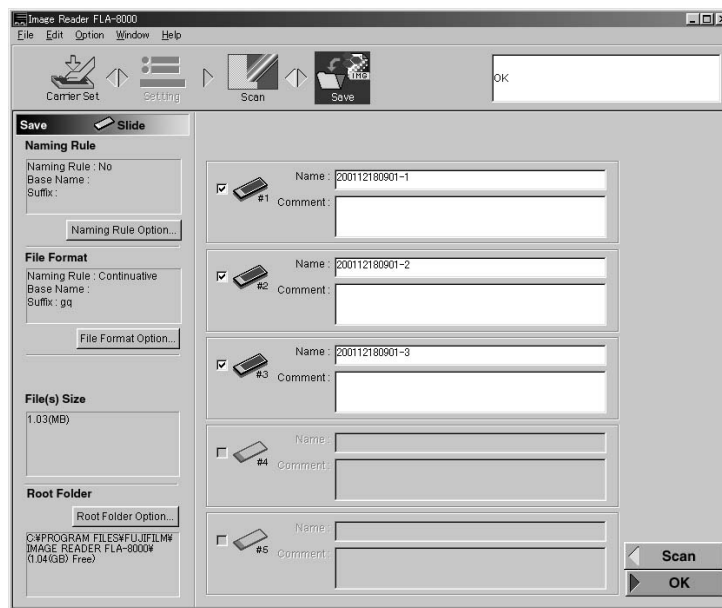 Image Reader FLA-8000
File Edit Option Window Help
Carrier Set
Setting
Scan
IMG
Save
OK
Save Slide
Naming Rule
Naming Rule : No
Base Name :
Suffix :
Naming Rule Option...
File Format
Naming Rule : Continuative
Base Name :
Suffix : gq
File Format Option...
File(s) Size
1.03(MB)
Root Folder
Root Folder Option...
C:¥PROGRAM FILES¥FUJIFILM¥
IMAGE READER FLA-8000¥
(1.04(GB) Free)
#1
Name : 200112180901-1
Comment :
#2
Name : 200112180901-2
Comment :
#3
Name : 200112180901-3
Comment :
#4
Name :
Comment :
#5
Name :
Comment :
Scan
OK